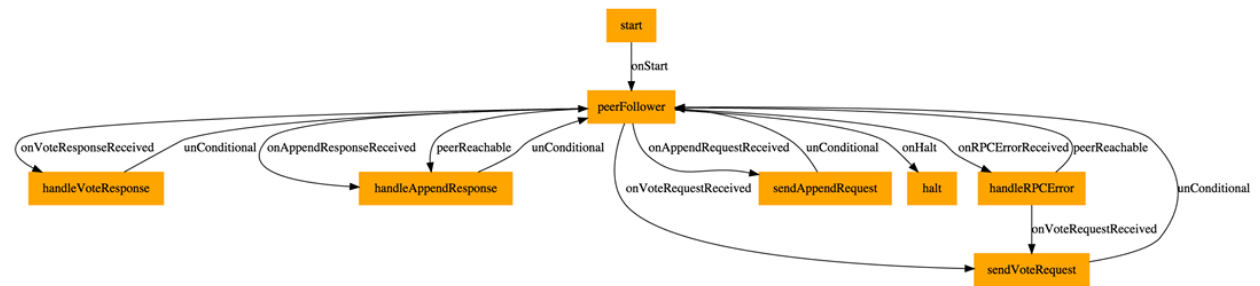 start
onStart
peerFollower
onVoteResponseReceived
unConditional
onAppendResponseReceived
peerReachable
unConditional
onAppendRequestReceived
unConditional
onHalt
onRPCErrorReceived
peerReachable
handleVoteResponse
handleAppendResponse
onVoteRequestReceived
sendAppendRequest
halt
handleRPCError
unConditional
onVoteRequestReceived
sendVoteRequest